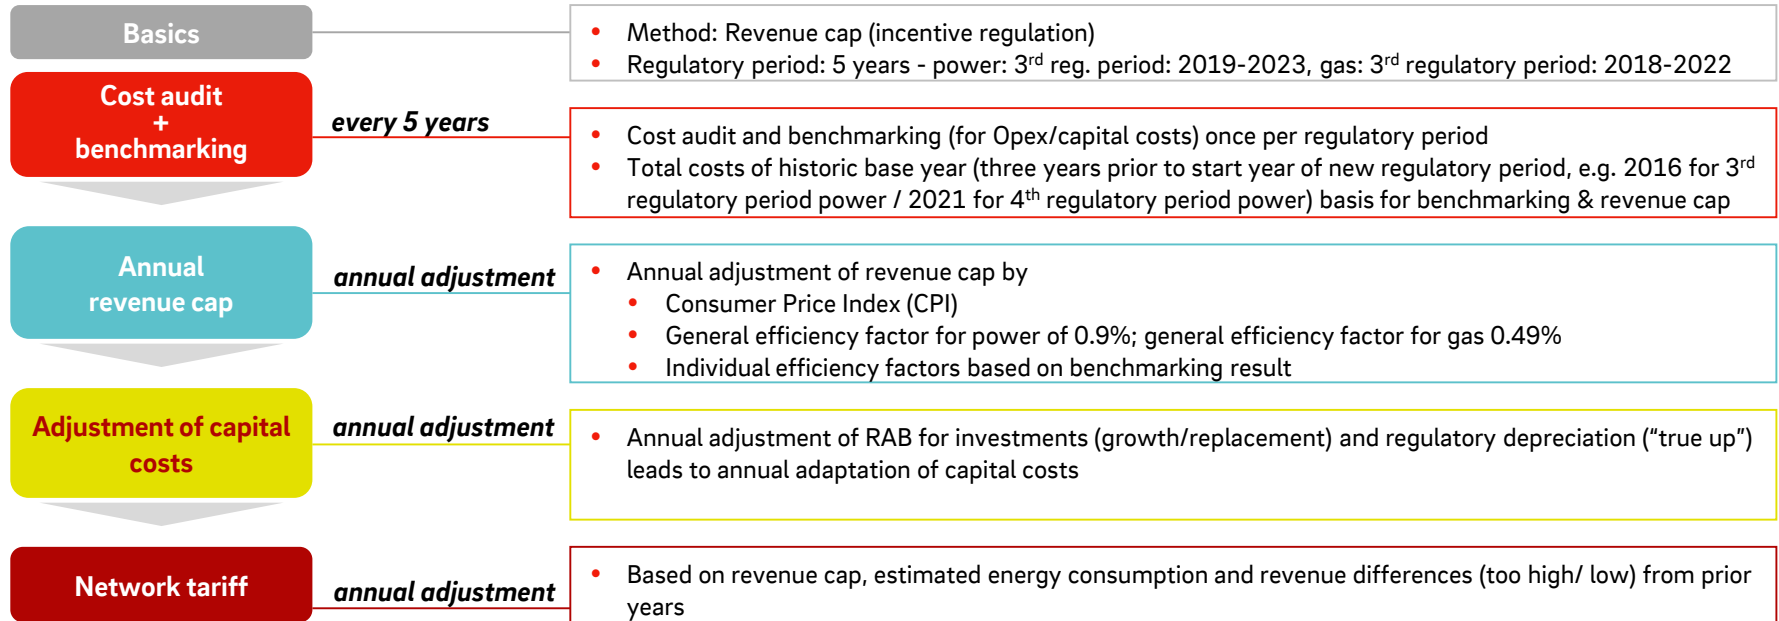 Basics
• Method: Revenue cap (incentive regulation)
• Regulatory period: 5 years - power: 3rd reg. period: 2019-2023, gas: 3rd regulatory period: 2018-2022
Cost audit
+
benchmarking
every 5 years
• Cost audit and benchmarking (for Opex/capital costs) once per regulatory period
• Total costs of historic base year (three years prior to start year of new regulatory period, e.g. 2016 for 3rd
regulatory period power / 2021 for 4th regulatory period power) basis for benchmarking & revenue cap
Annual
revenue cap
annual adjustment
• Annual adjustment of revenue cap by
• Consumer Price Index (CPI)
• General efficiency factor for power of 0.9%; general efficiency factor for gas 0.49%
• Individual efficiency factors based on benchmarking result
Adjustment of capital
costs
annual adjustment
• Annual adjustment of RAB for investments (growth/replacement) and regulatory depreciation (“true up”)
leads to annual adaptation of capital costs
Network tariff
annual adjustment
• Based on revenue cap, estimated energy consumption and revenue differences (too high/ low) from prior
years